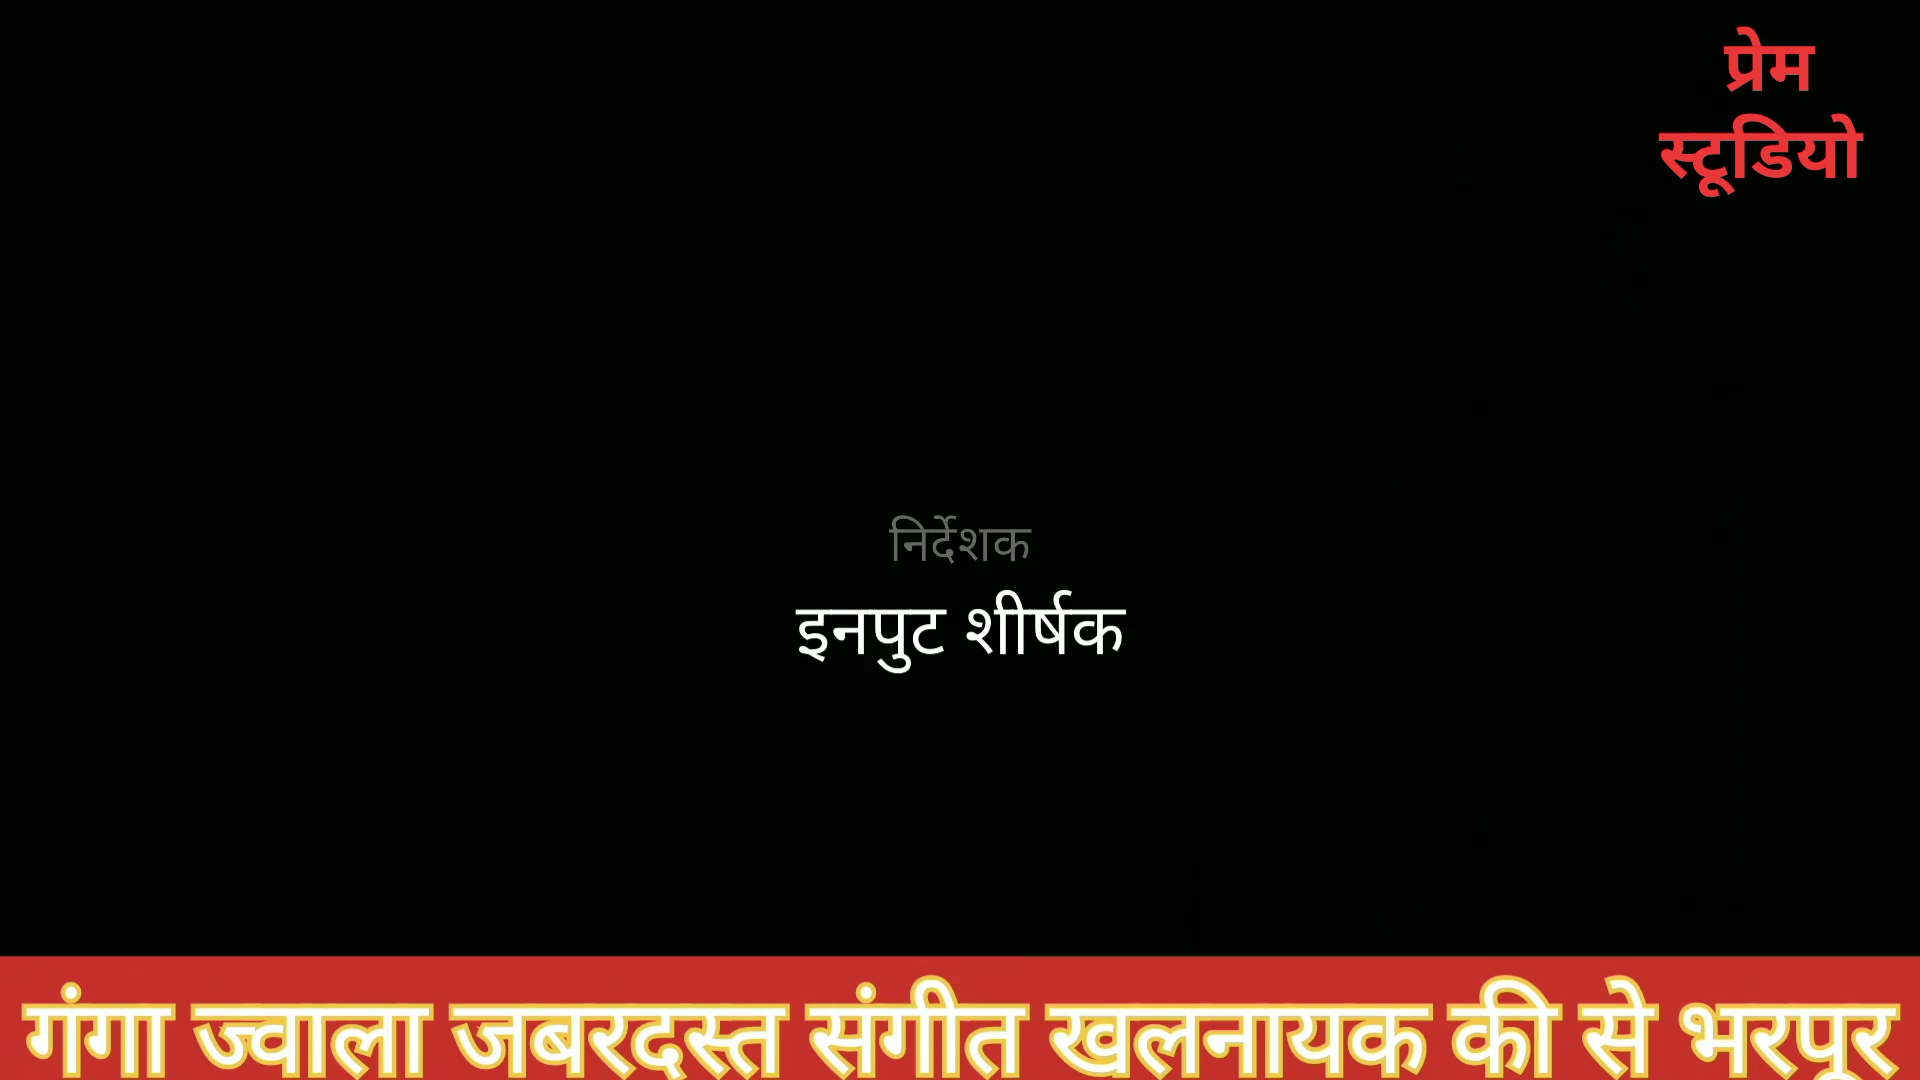 प्रेम
स्टूडियो
निर्देशक
इनपुट शीर्षक
गंगा ज्वाला जबरदस्त संगीत खलनायक की से भरपूर